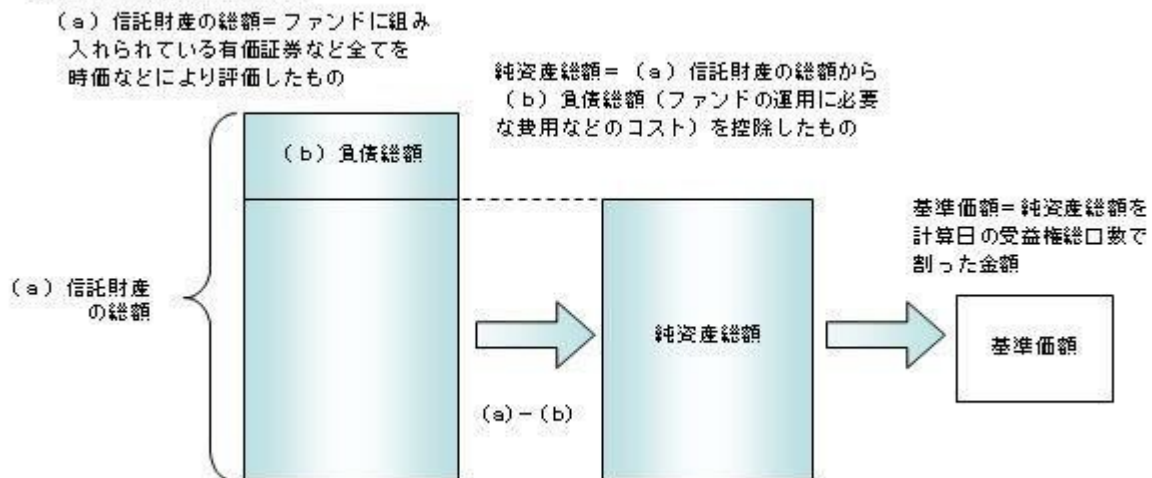 (a)信託財産の総額=ファンドに組み
入れられている有価証券など全てを
時価などにより評価したもの
純資産総額=(a)信託財産の総額から
(b)負債総額(ファンドの運用に必要
な費用などのコスト)を控除したもの
(b)負債総額
基準価額=純資産総額を
計算日の受益権総口数で
割った金額
(a)信託財産
の総額
純資産総額
基準価額
(a)-(b)